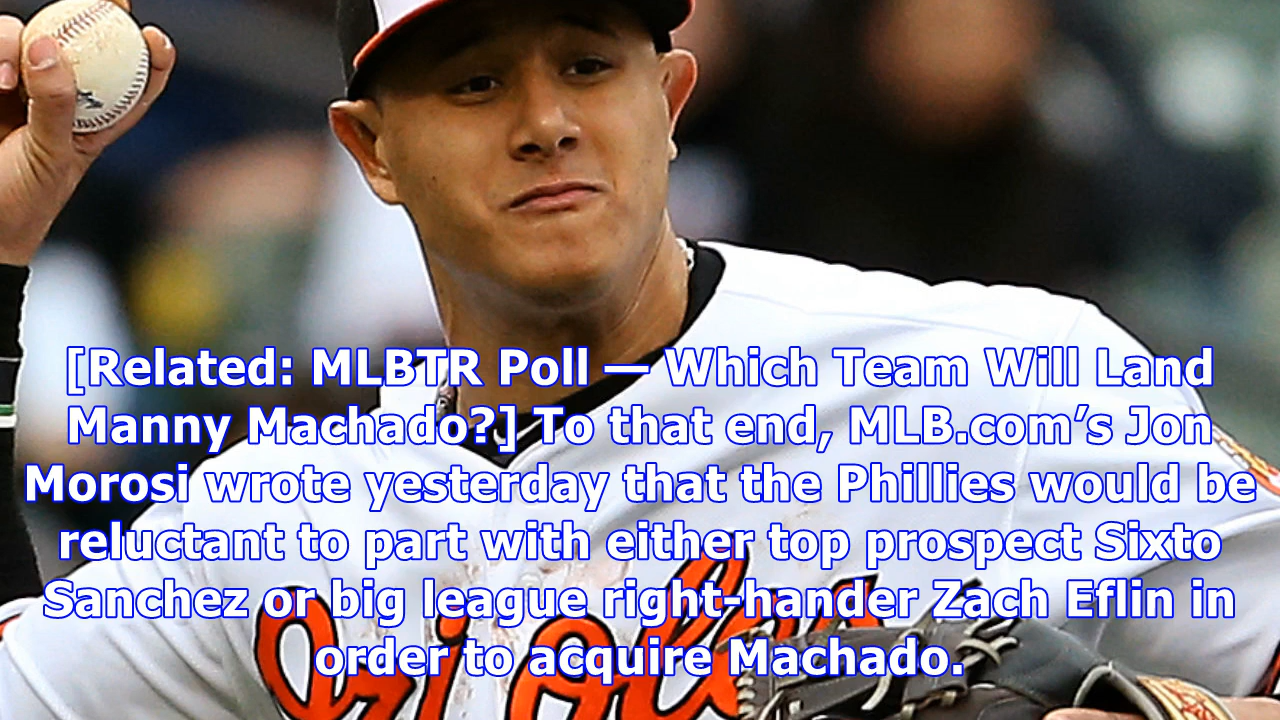 [Related: MLBTR Poll — Which Team Will Land
Manny Machado?] To that end, MLB.com’s Jon
Morosi wrote yesterday that the Phillies would be
reluctant to part with either top prospect Sixto
Sanchez or big league right-hander Zach Eflin in
order to acquire Machado.
Orioles